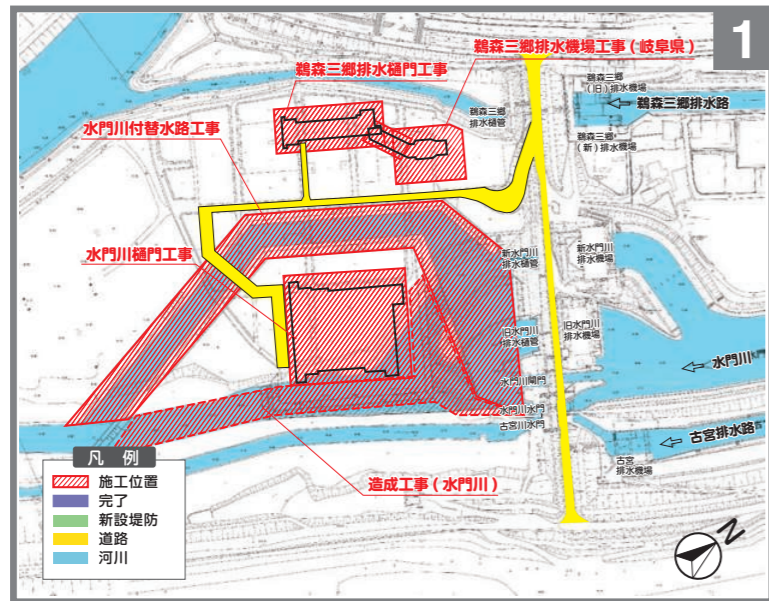 1
鵜森三郷排水機場工事（岐阜県）
鵜森三郷排水樋門工事
水門川付替水路工事
水門川樋門工事
鵜森三郷
排水樋管
鵜森三郷
（旧）排水機場
鵜森三郷排水路
鵜森三郷
（新）排水機場
新水門川
排水樋管
新水門川
排水機場
旧水門川
排水樋管
旧水門川
排水機場
水門川
水門川閘門
水門川水門
古宮川水門
古宮排水路
古宮
排水機場
造成工事（水門川）
凡 例
施工位置
完了
新設堤防
道路
河川
N